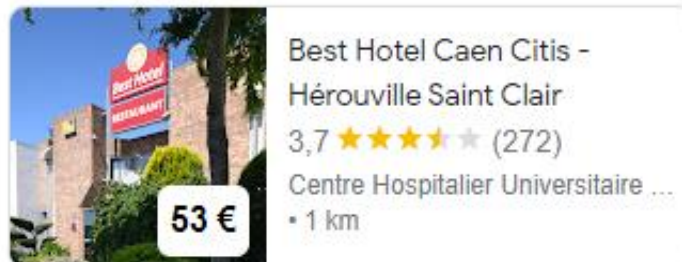 Best Hotel
RESTAURANT
53 €
Best Hotel Caen Citis -
Hérouville Saint Clair
3,7 (272)
Centre Hospitalier Universitaire ...
• 1 km